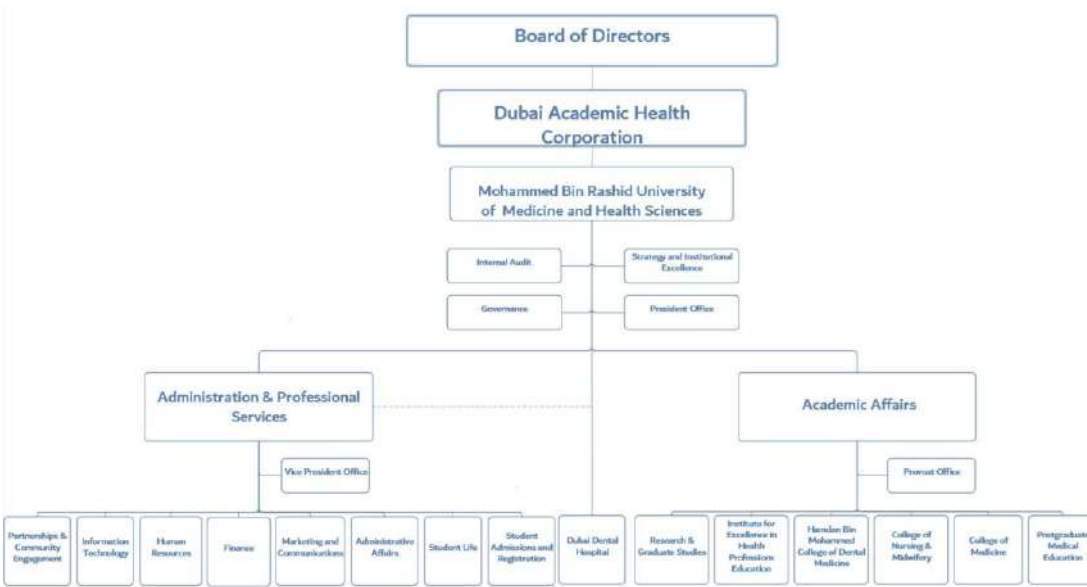 Board of Directors
Dubai Academic Health
Corporation
Mohammed Bin Rashid University
of Medicine and Health Sciences
Internal Audit
Strategy and Institutional
Excellence
Governance
President Office
Administration & Professional
Services
Academic Affairs
Vice President Office
Provost Office
Partnerships &
Community
Engagement
Information
Technology
Human
Resources
Finance
Marketing and
Communications
Administrative
Affairs
Student Life
Student
Admissions and
Registration
Dubai Dental
Hospital
Research &
Graduate Studies
Institute for
Excellence in
Health
Professions
Education
Hamdan Bin
Mohammed
College of Dental
Medicine
College of
Nursing &
Midwifery
College of
Medicine
Postgraduate
Medical
Education